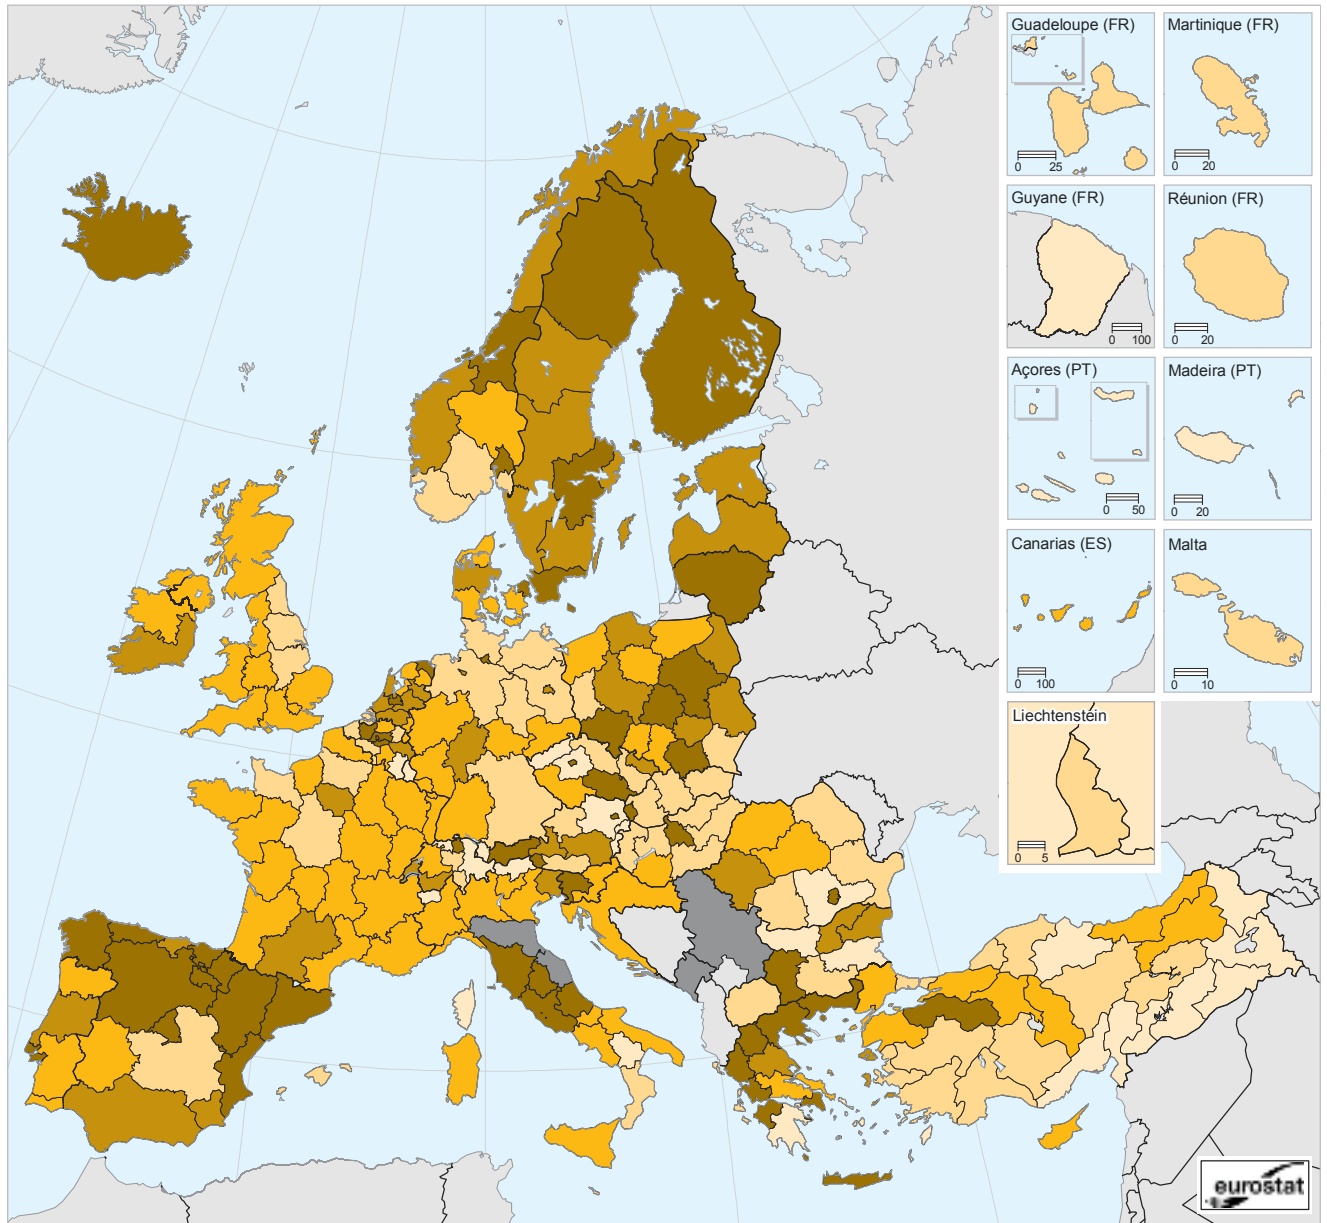 Guadeloupe (FR)
0 25
Martinique (FR)
0 20
Guyane (FR)
0 100
Réunion (FR)
0 20
Açores (PT)
0 50
Madeira (PT)
0 20
Canarias (ES)
0 100
Malta
0 10
Liechtenstein
0 5
eurostat